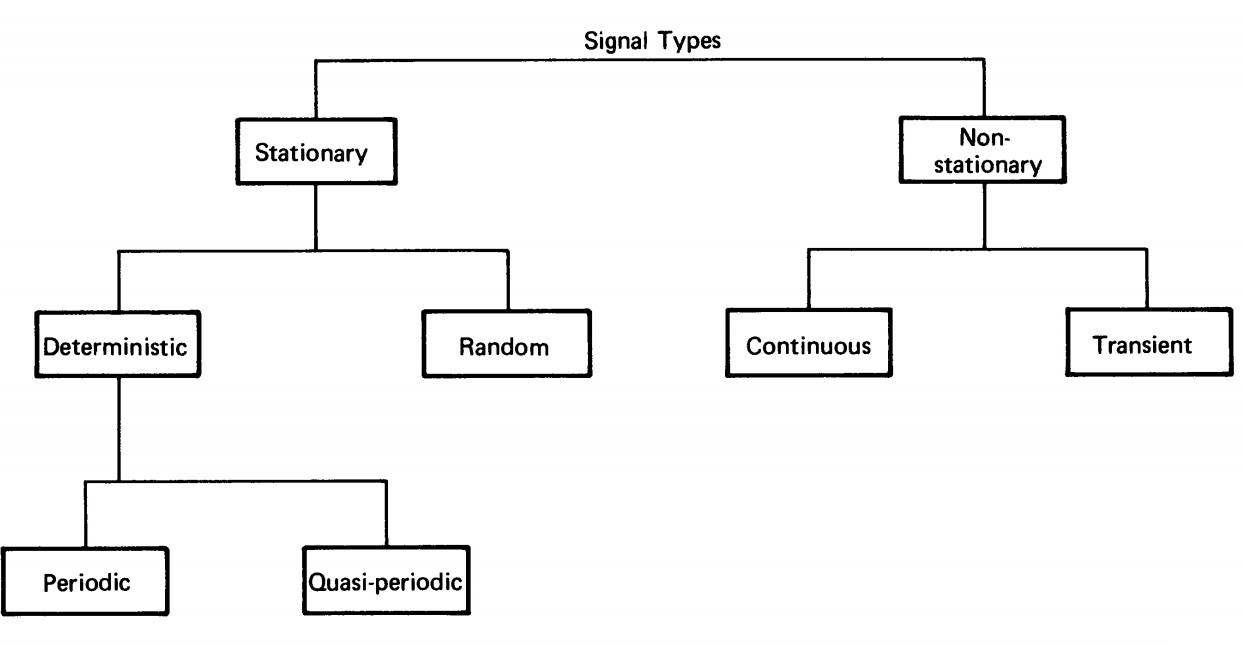 Signal Types
Stationary
Non-
stationary
Deterministic
Random
Continuous
Transient
Periodic
Quasi-periodic